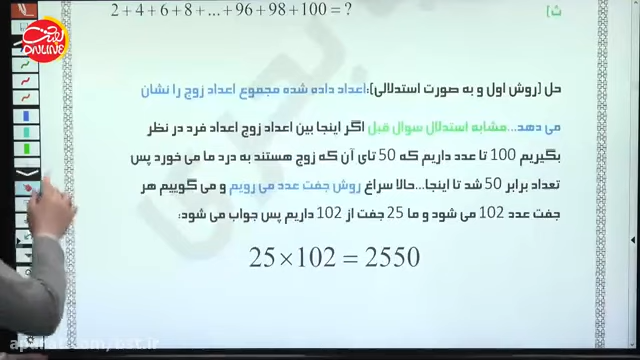 ث) 2+4+6+8+...+96+98+100=?
حل (روش اول و به صورت استدلالی):اعداد داده شده مجموع اعداد زوج را نشان
می دهد...مشابه استدلال سوال قبل اگر اینجا بین اعداد زوج اعداد فرد در نظر
بگیریم 100 تا عدد داریم که 50 تای آن که زوج هستند به درد ما می خورد پس
تعداد برابر 50 شد تا اینجا...حالا سراغ روش جفت عدد می رویم و می گوییم هر
جفت عدد 102 می شود و ما 25 جفت از 102 داریم پس جواب می شود:
25×102=2550
ONLINE